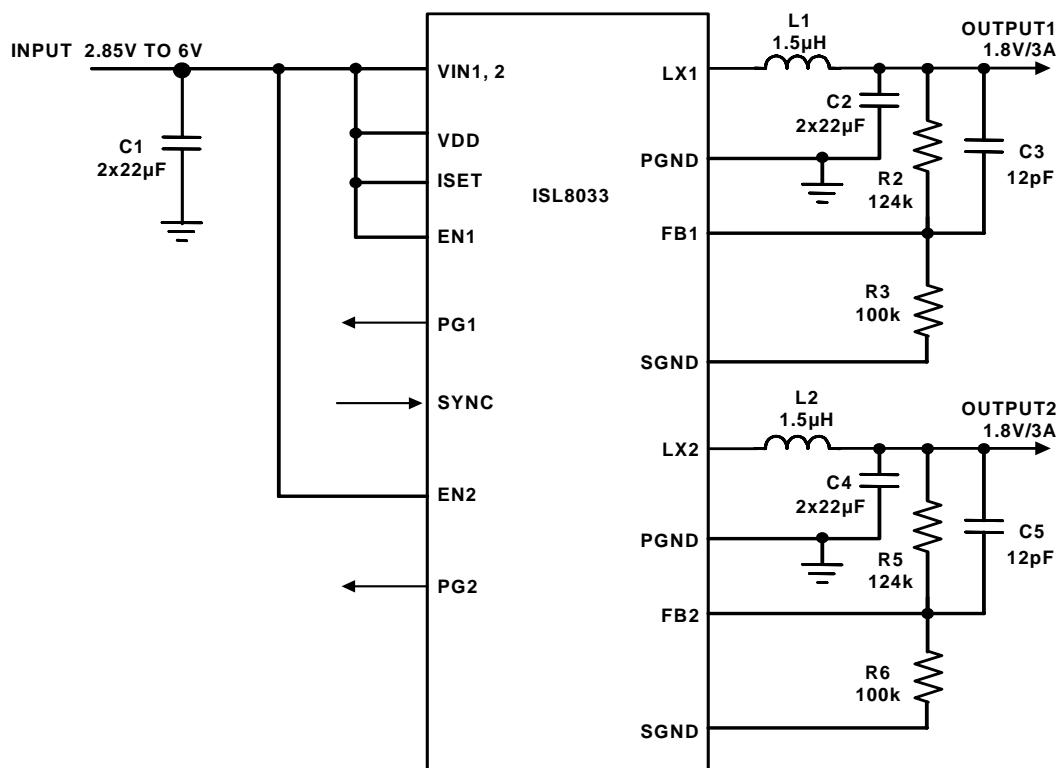 INPUT 2.85V TO 6V
C1
2x22µF
VIN1, 2
VDD
ISET
EN1
PG1
SYNC
EN2
PG2
ISL8033
LX1
PGND
FB1
SGND
LX2
PGND
FB2
SGND
L1
1.5µH
OUTPUT1
1.8V/3A
C2
2x22µF
R2
124k
C3
12pF
R3
100k
L2
1.5µH
OUTPUT2
1.8V/3A
C4
2x22µF
R5
124k
C5
12pF
R6
100k